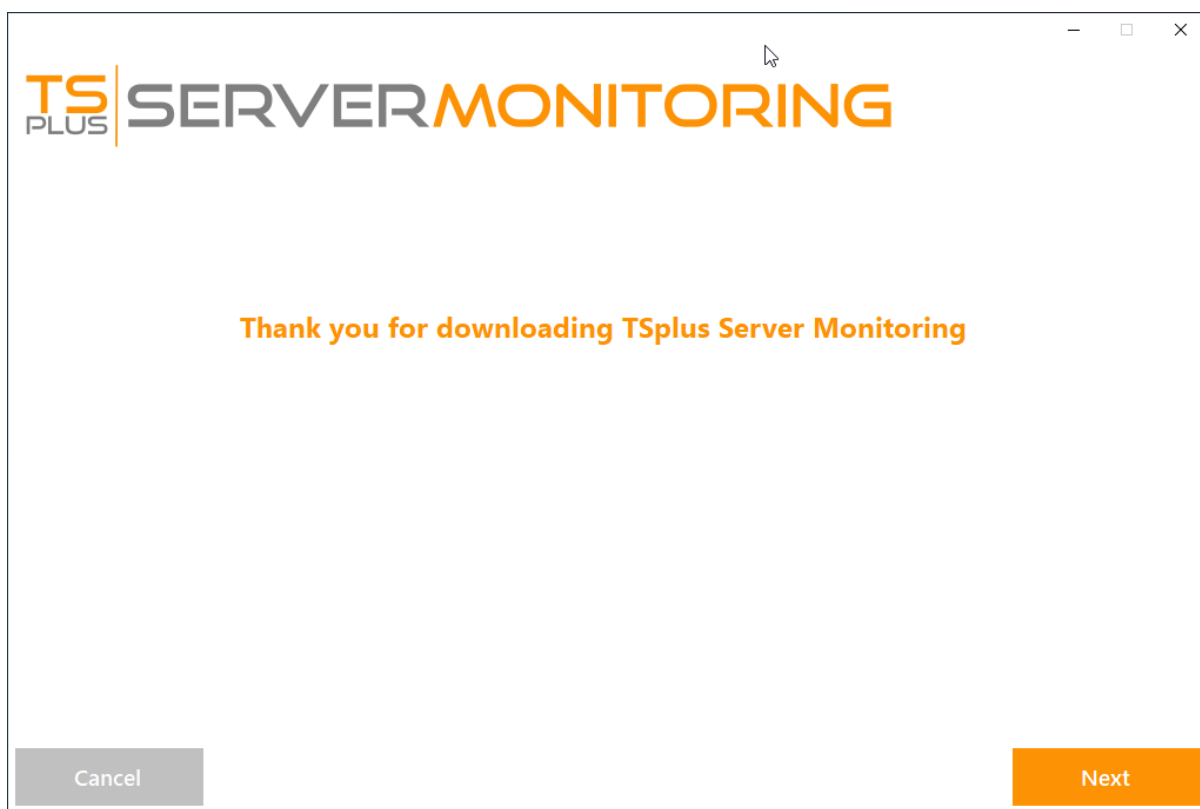 TS PLUS SERVERMONITORING
Thank you for downloading TSplus Server Monitoring
Cancel
Next